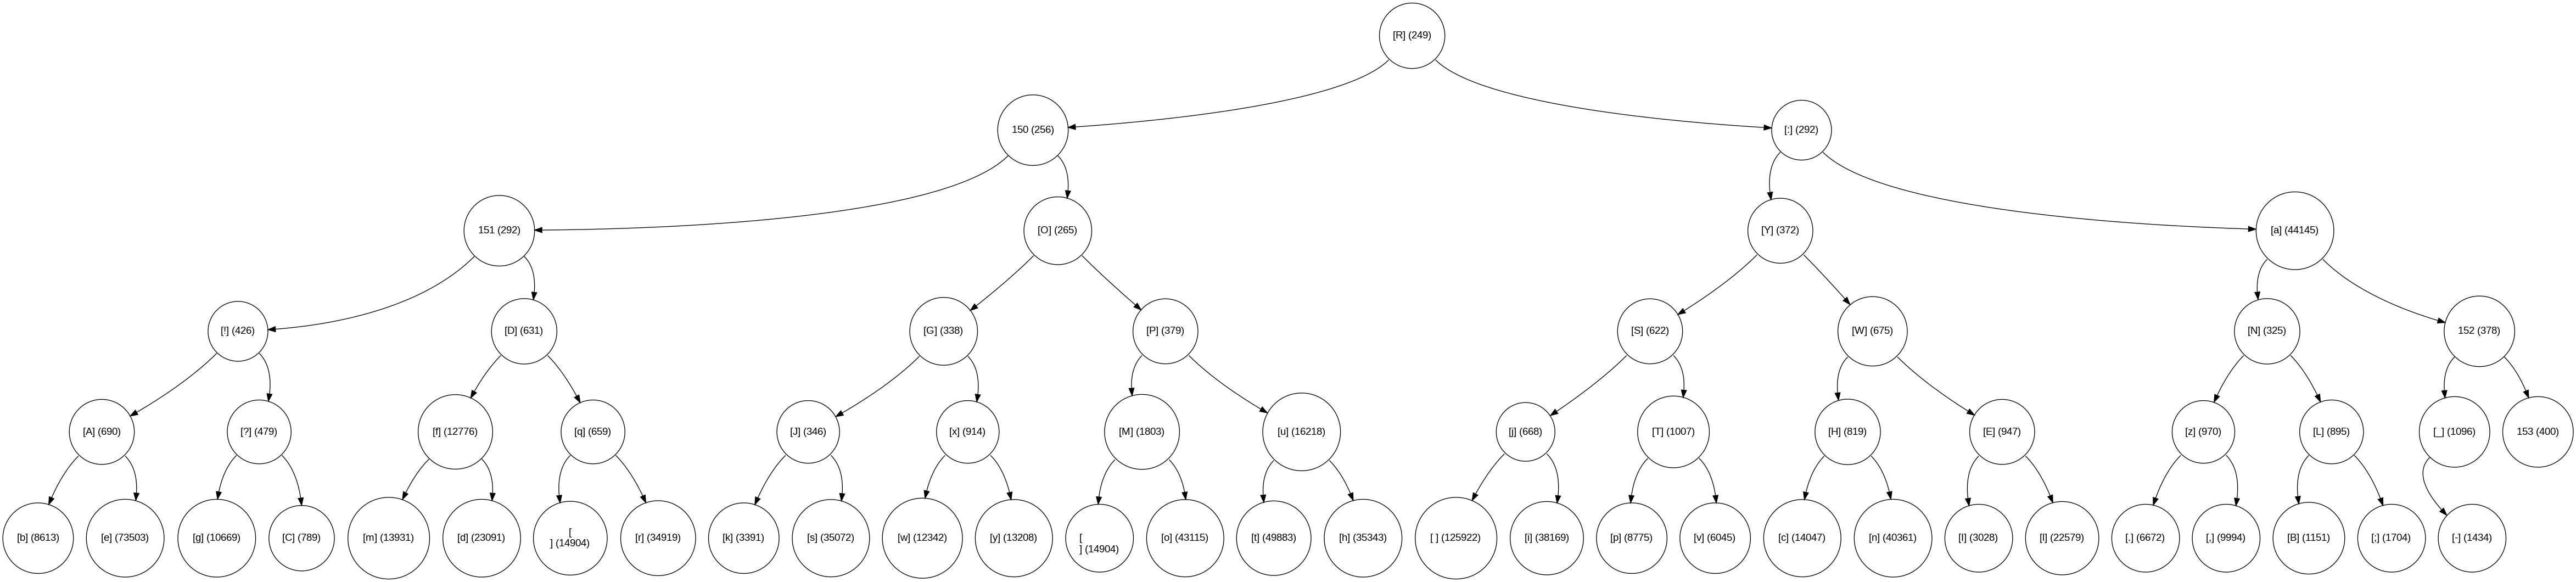 [R] (249)
150 (256)
[:] (292)
151 (292)
[O] (265)
[Y] (372)
[a] (44145)
[!] (426)
[D] (631)
[G] (338)
[P] (379)
[S] (622)
[W] (675)
[N] (325)
152 (378)
[A] (690)
[?] (479)
[f] (12776)
[q] (659)
[J] (346)
[x] (914)
[M] (1803)
[u] (16218)
[j] (668)
[T] (1007)
[H] (819)
[E] (947)
[z] (970)
[L] (895)
[_] (1096)
153 (400)
[b] (8613)
[e] (73503)
[g] (10669)
[C] (789)
[m] (13931)
[d] (23091)
[
] (14904)
[r] (34919)
[k] (3391)
[s] (35072)
[w] (12342)
[y] (13208)
[
] (14904)
[o] (43115)
[t] (49883)
[h] (35343)
[ ] (125922)
[i] (38169)
[p] (8775)
[v] (6045)
[c] (14047)
[n] (40361)
[I] (3028)
[l] (22579)
[.] (6672)
[,] (9994)
[B] (1151)
[;] (1704)
[-] (1434)